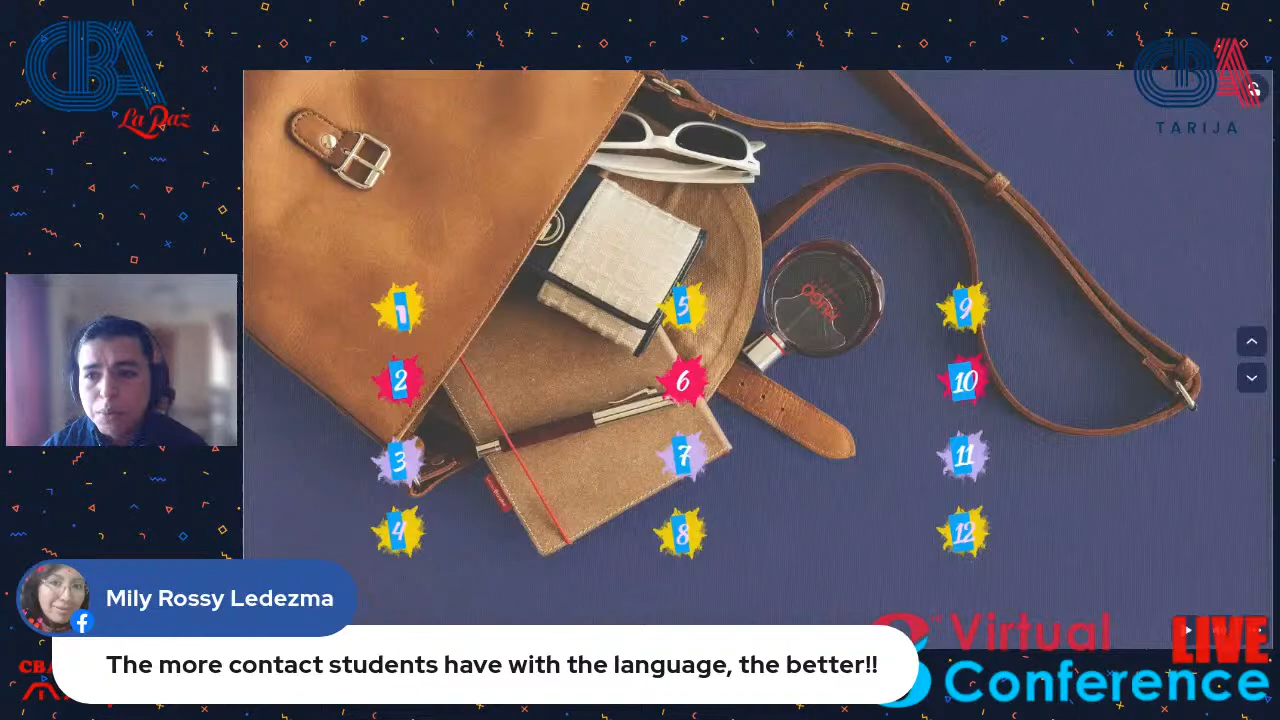 CBA
La Paz
CBA
TARIJA
1
5
9
2
6
10
3
7
11
4
8
12
Mily Rossy Ledezma
The more contact students have with the language, the better!!
CBA
Virtual
LIVE
Conference